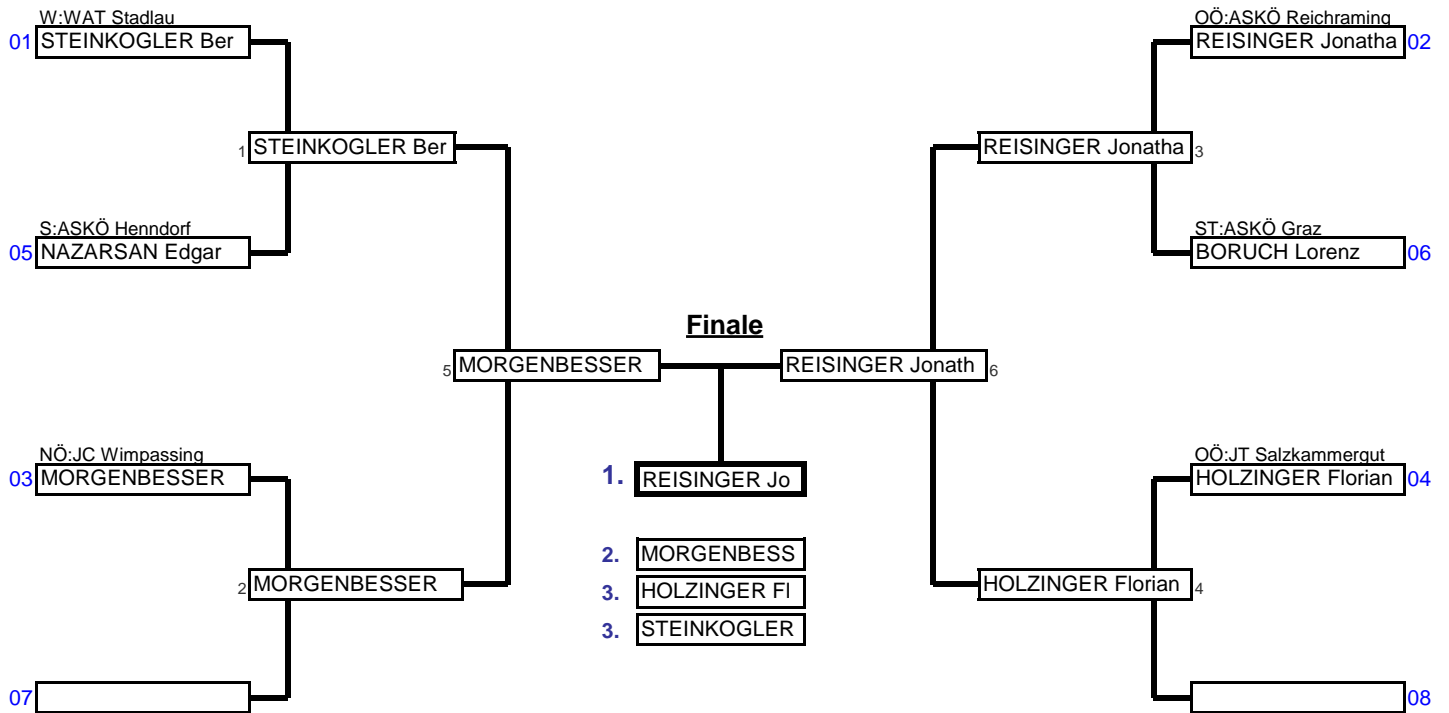 W:WAT Stadlau
01 STEINKOGLER Ber
OÖ:ASKÖ Reichraming
REISINGER Jonatha 02
1 STEINKOGLER Ber
REISINGER Jonatha 3
S:ASKÖ Henndorf
05 NAZARSAN Edgar
ST:ASKÖ Graz
BORUCH Lorenz 06
Finale
5 MORGENBESSER
REISINGER Jonath 6
NÖ:JC Wimpassing
03 MORGENBESSER
1. REISINGER Jo
OÖ:JT Salzkammergut
HOLZINGER Florian 04
2. MORGENBESS
2 MORGENBESSER
3. HOLZINGER Fl
HOLZINGER Florian 4
3. STEINKOGLER
07
08